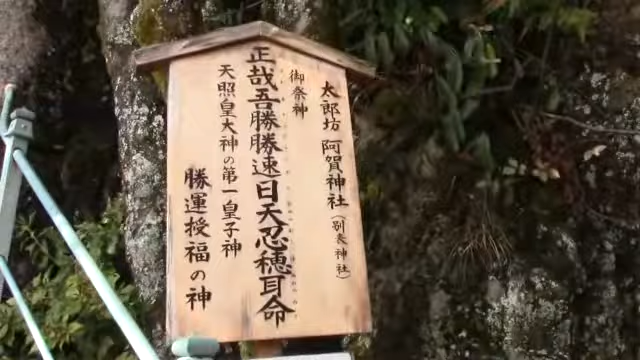 太郎坊 阿賀神社(別表神社)
御祭神
正哉吾勝勝速日天忍穂耳命
天照皇大神の第一皇子神
勝運授福の神